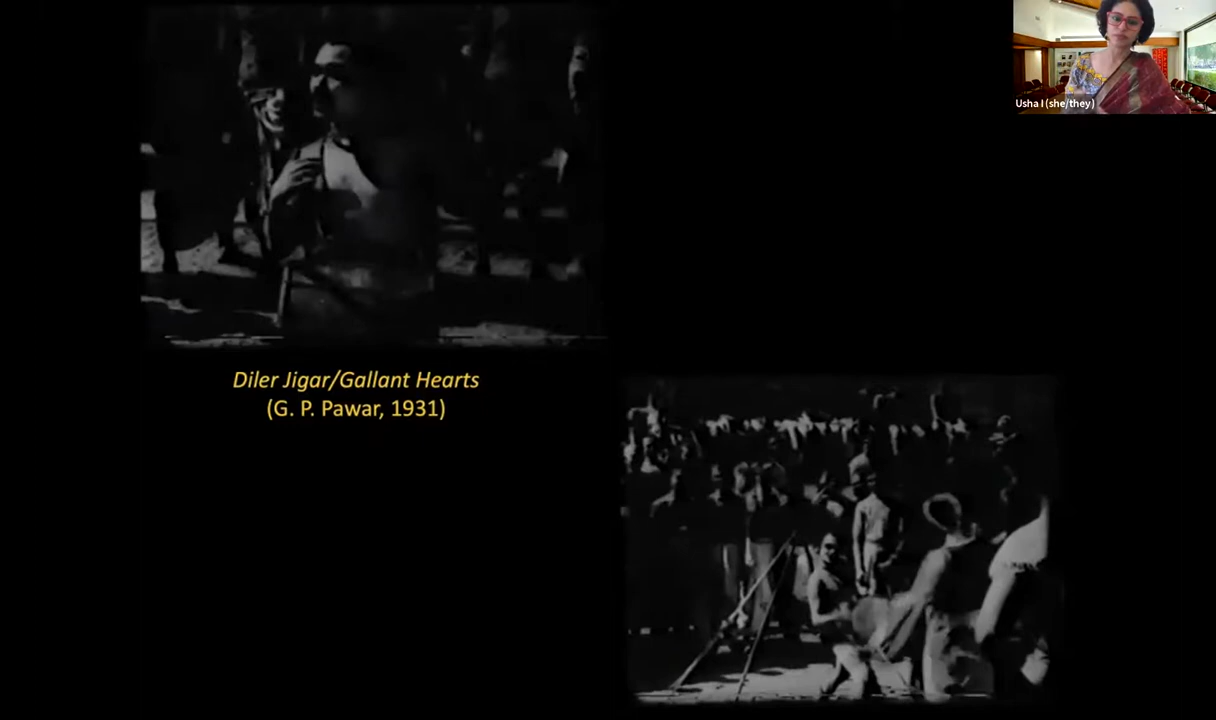 Usha I (she/they)
Diler Jigar/Gallant Hearts
(G. P. Pawar, 1931)